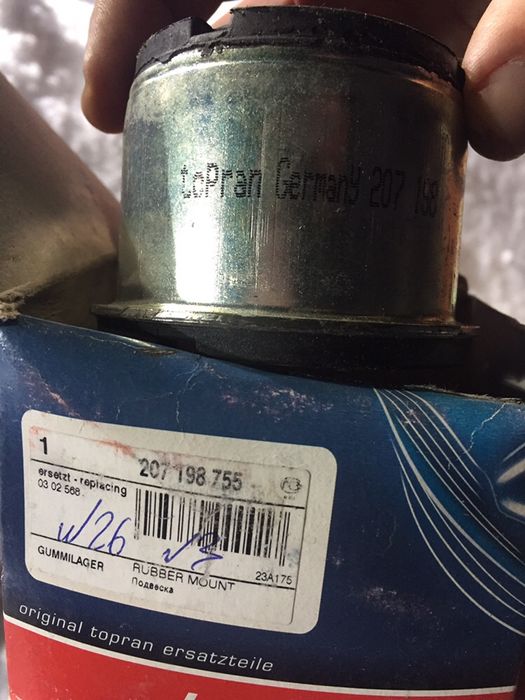 toPran Germany 207 198
1
207 198 755
ersetzt - replacing
03 02 568
W26 √3
GUMMILAGER
RUBBER MOUNT
23A175
Подвеска
original topran ersatzteile